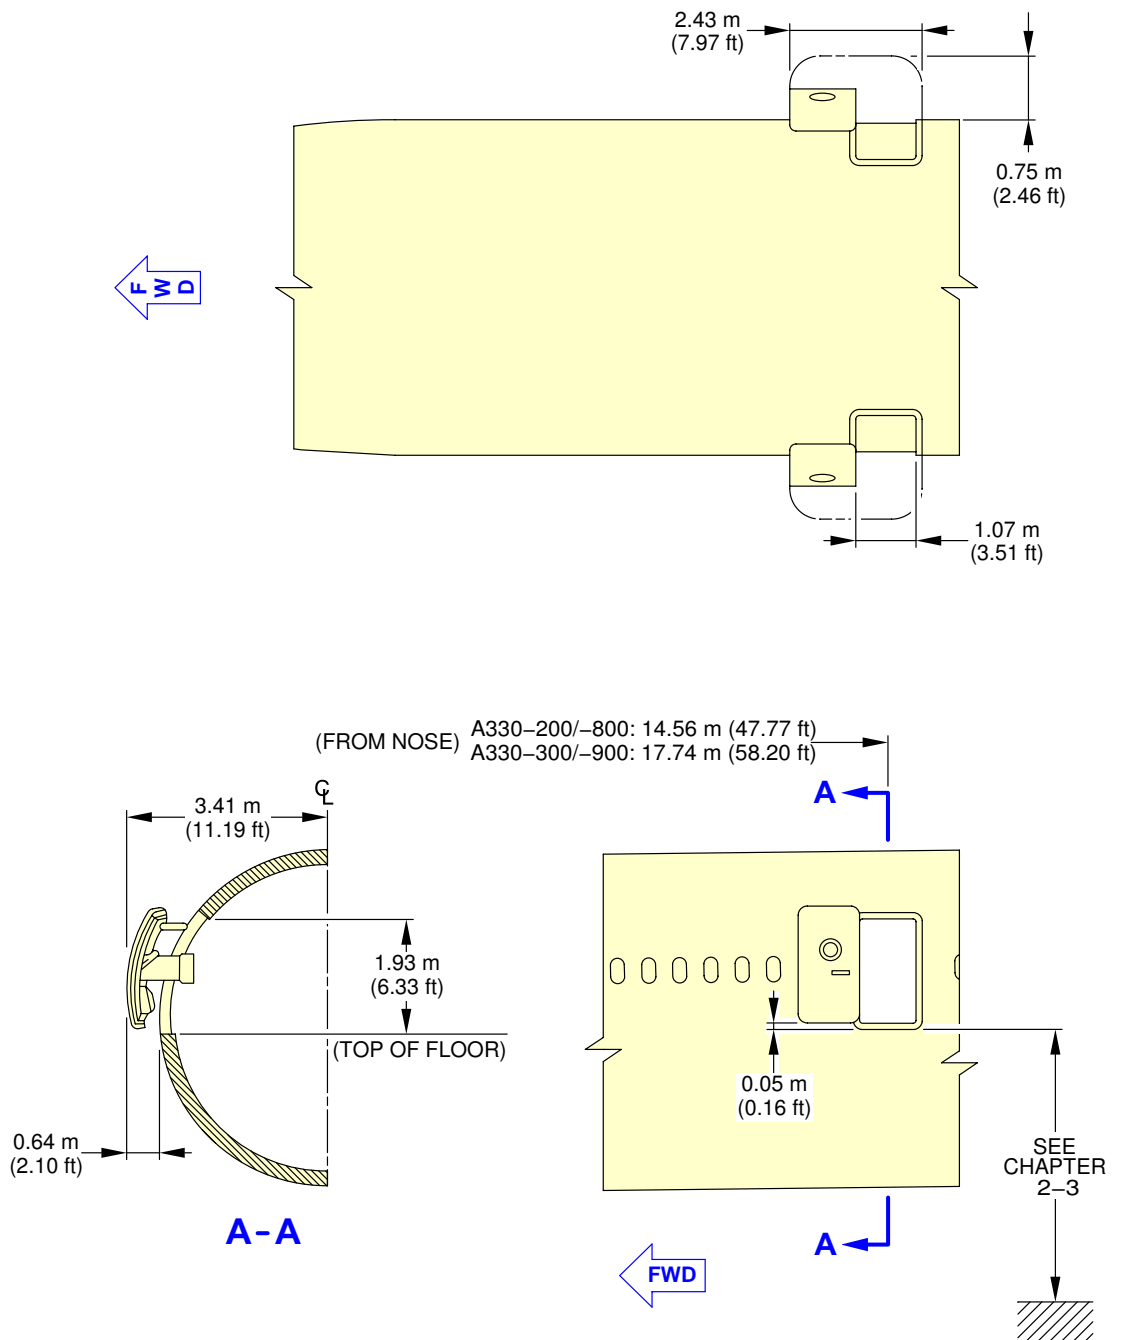 2.43 m
(7.97 ft)
0.75 m
(2.46 ft)
FWD
1.07 m
(3.51 ft)
(FROM NOSE)
A330−200/−800: 14.56 m (47.77 ft)
A330−300/−900: 17.74 m (58.20 ft)
CL
A
3.41 m
(11.19 ft)
1.93 m
(6.33 ft)
(TOP OF FLOOR)
0.05 m
(0.16 ft)
0.64 m
(2.10 ft)
SEE
CHAPTER
2−3
A-A
A
FWD